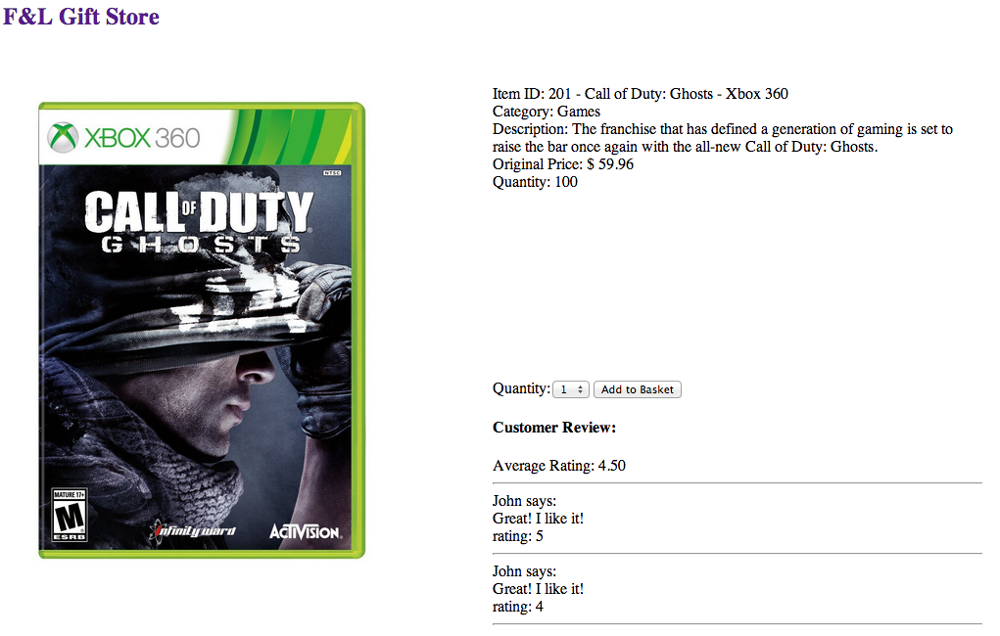 F&L Gift Store
XBOX 360
NTSC
CALL OF DUTY
GHOSTS
MATURE 17+
M
ESRB
Infinity ward
ACTIVISION
Item ID: 201 - Call of Duty: Ghosts - Xbox 360
Category: Games
Description: The franchise that has defined a generation of gaming is set to
raise the bar once again with the all-new Call of Duty: Ghosts.
Original Price: $ 59.96
Quantity: 100
Quantity: 1 Add to Basket
Customer Review:
Average Rating: 4.50
John says:
Great! I like it!
rating: 5
John says:
Great! I like it!
rating: 4